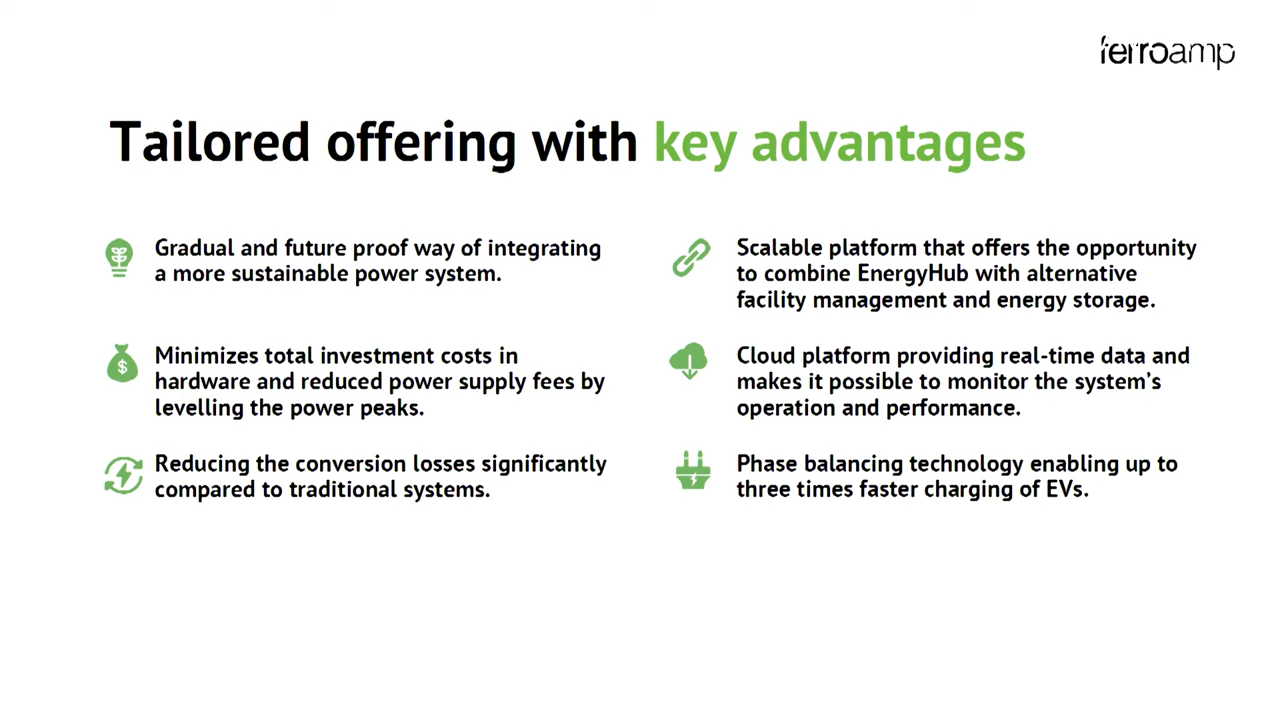 ferroamp
Tailored offering with key advantages
Gradual and future proof way of integrating
a more sustainable power system.
Minimizes total investment costs in
hardware and reduced power supply fees by
levelling the power peaks.
Reducing the conversion losses significantly
compared to traditional systems.
Scalable platform that offers the opportunity
to combine EnergyHub with alternative
facility management and energy storage.
Cloud platform providing real-time data and
makes it possible to monitor the system’s
operation and performance.
Phase balancing technology enabling up to
three times faster charging of EVs.